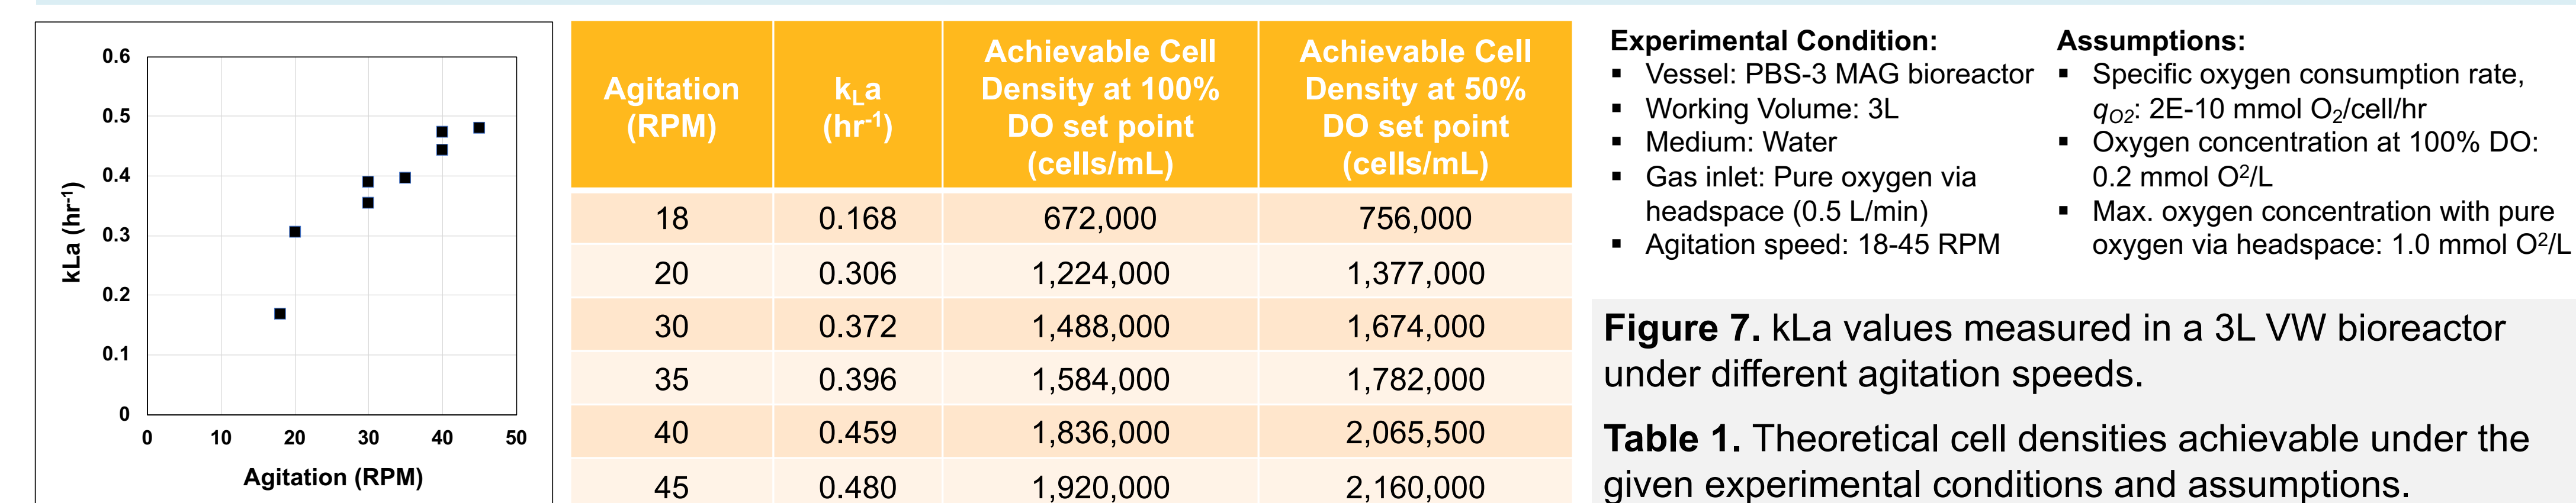 0.6
0.5
0.4
0.3
0.2
0.1
0
kLa (hr-1)
0 10 20 30 40 50
Agitation (RPM)
Agitation (RPM)
kLa (hr-1)
Achievable Cell Density at 100% DO set point (cells/mL)
Achievable Cell Density at 50% DO set point (cells/mL)
18 0.168 672,000 756,000
20 0.306 1,224,000 1,377,000
30 0.372 1,488,000 1,674,000
35 0.396 1,584,000 1,782,000
40 0.459 1,836,000 2,065,500
45 0.480 1,920,000 2,160,000
Experimental Condition:
▪ Vessel: PBS-3 MAG bioreactor
▪ Working Volume: 3L
▪ Medium: Water
▪ Gas inlet: Pure oxygen via
headspace (0.5 L/min)
▪ Agitation speed: 18-45 RPM
Assumptions:
▪ Specific oxygen consumption rate,
qO2: 2E-10 mmol O2/cell/hr
▪ Oxygen concentration at 100% DO:
0.2 mmol O2/L
▪ Max. oxygen concentration with pure
oxygen via headspace: 1.0 mmol O2/L
Figure 7. kLa values measured in a 3L VW bioreactor
under different agitation speeds.
Table 1. Theoretical cell densities achievable under the
given experimental conditions and assumptions.